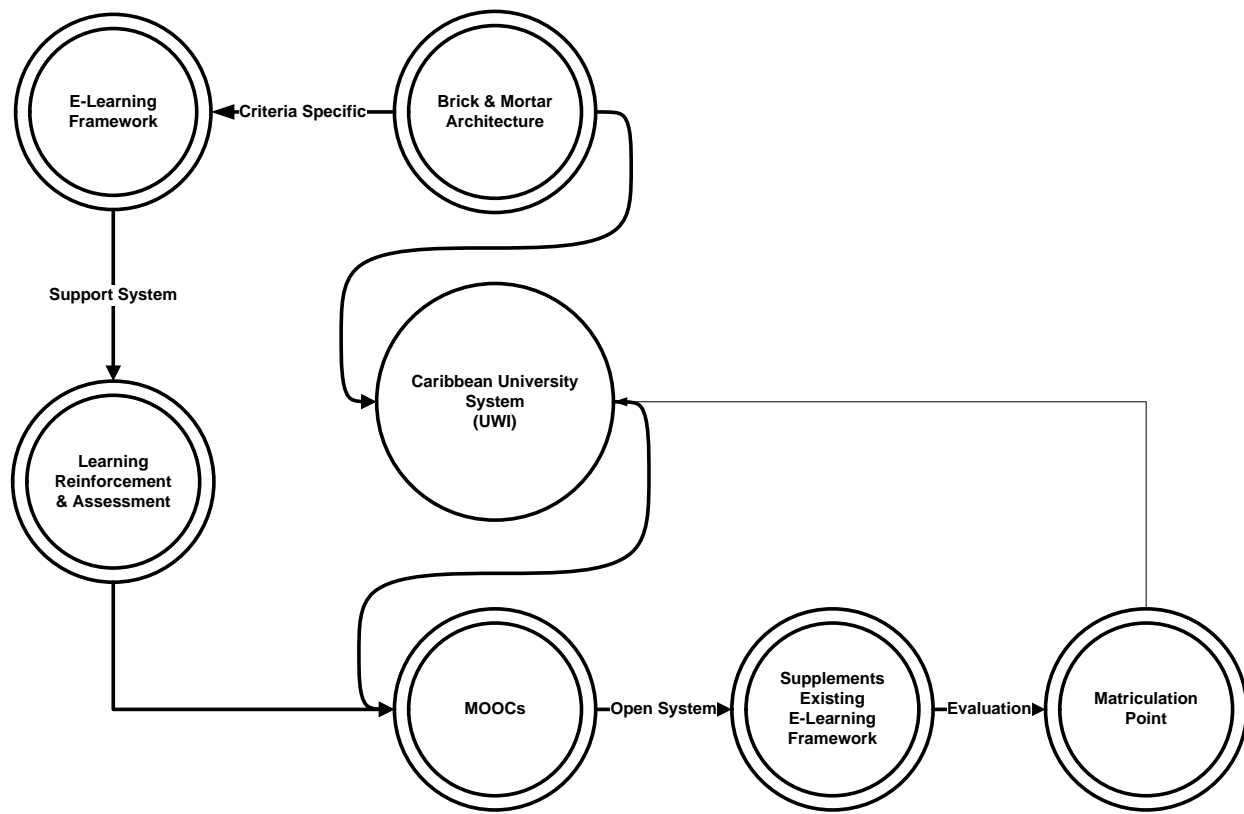 E-Learning
Framework
Criteria Specific
Brick & Mortar
Architecture
Support System
Caribbean University
System
(UWI)
Learning
Reinforcement
& Assessment
MOOCs
Open System
Supplements
Existing
E-Learning
Framework
Evaluation
Matriculation
Point